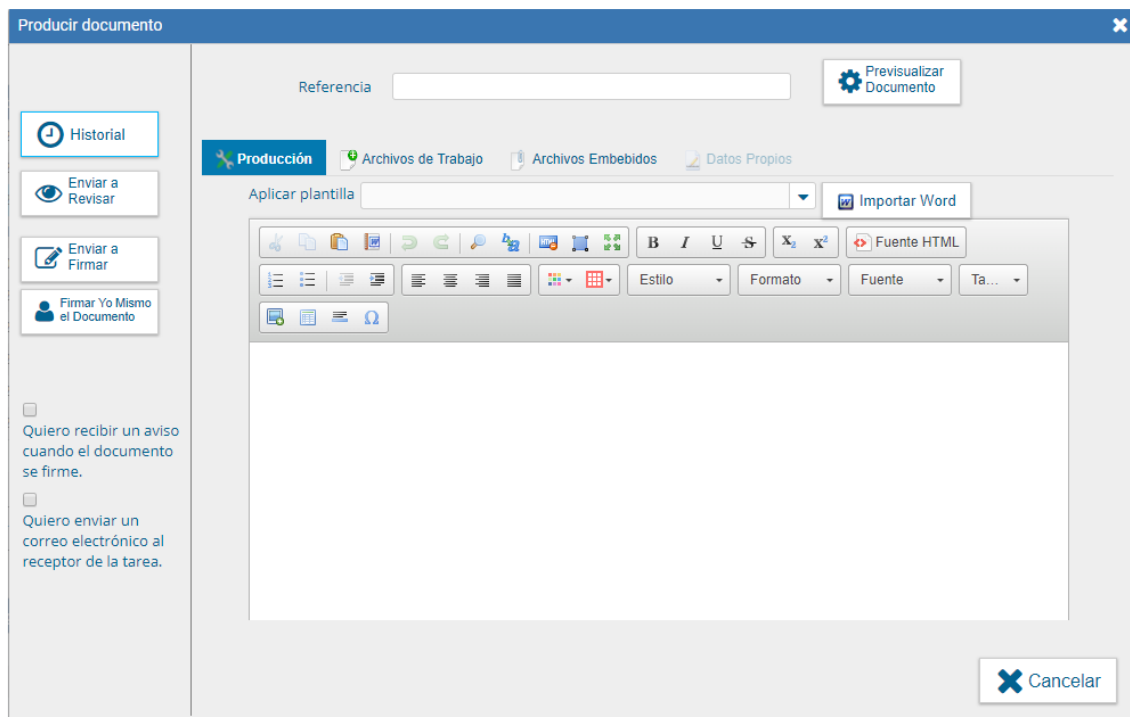 Producir documento
Referencia
Previsualizar
Documento
Historial
Enviar a
Revisar
Enviar a
Firmar
Firmar Yo Mismo
el Documento
Quiero recibir un aviso
cuando el documento
se firme.
Quiero enviar un
correo electrónico al
receptor de la tarea.
Producción Archivos de Trabajo Archivos Embebidos Datos Propios
Aplicar plantilla Importar Word
B I U S X₂ X² Fuente HTML
Estilo Formato Fuente Ta...
Ω
Cancelar